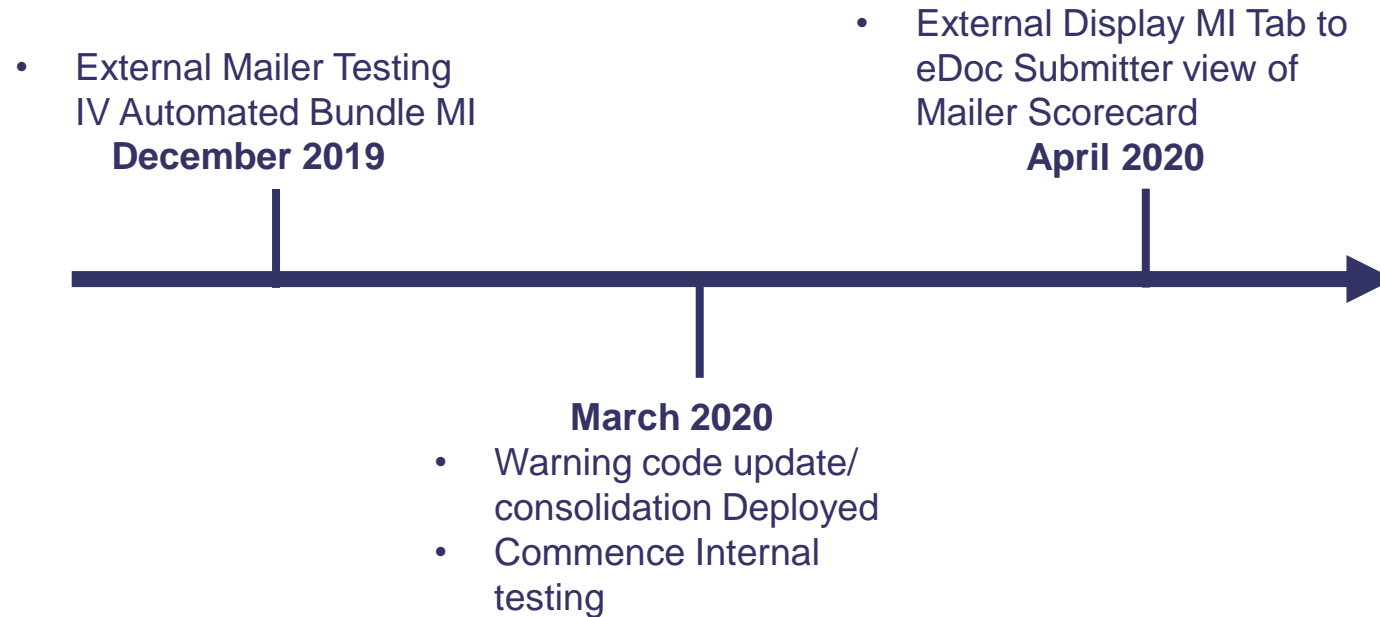 • External Mailer Testing
IV Automated Bundle MI
December 2019
• External Display MI Tab to
eDoc Submitter view of
Mailer Scorecard
April 2020
March 2020
• Warning code update/
consolidation Deployed
• Commence Internal
testing